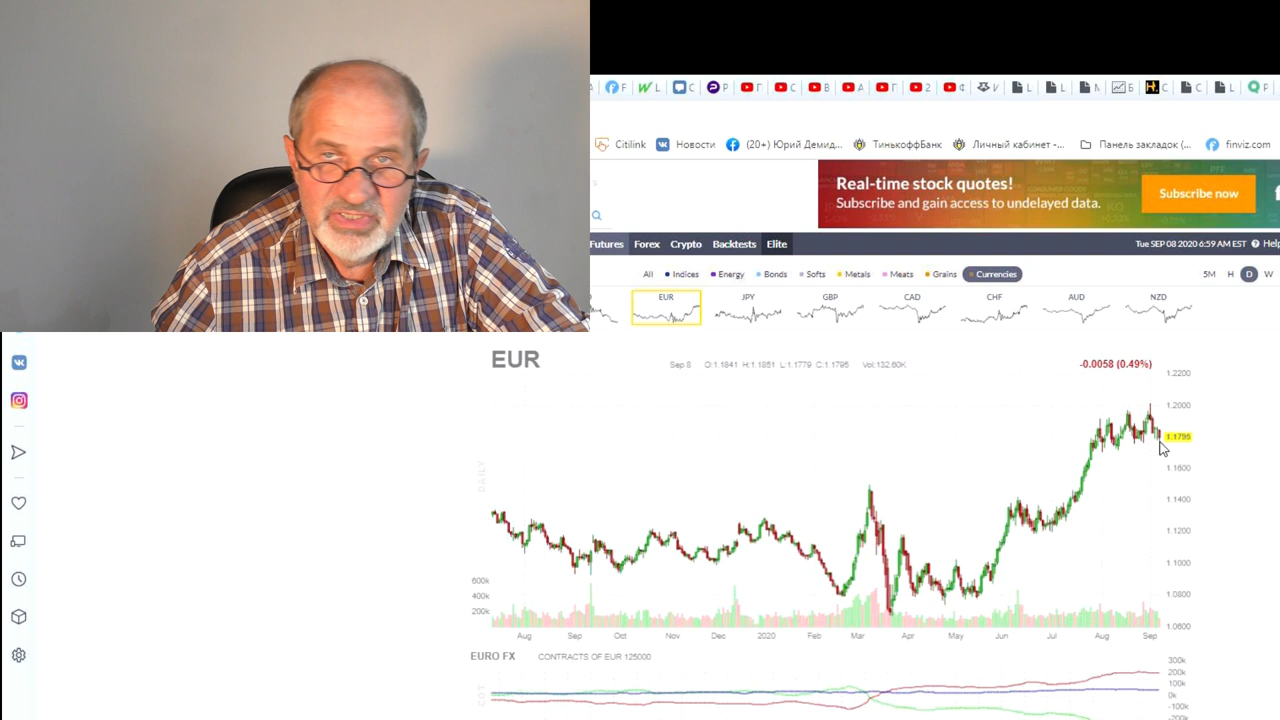 F
L
C
P
Г
С
В
А
Г
2
Ф
И
L
L
М
Б
С
С
L
P
Citilink
Новости
(20+) Юрий Демид...
ТинькоффБанк
Личный кабинет -...
Панель закладок (...
finviz.com
Real-time stock quotes!
Subscribe and gain access to undelayed data.
Subscribe now
Futures Forex Crypto Backtests Elite
Tue SEP 08 2020 6:59 AM EST
Help
All Indices Energy Bonds Softs Metals Meats Grains Currencies
5M H D W
EUR JPY GBP CAD CHF AUD NZD
EUR
Sep 8 O:1.1841 H:1.1851 L:1.1779 C:1.1795 Vol:132.60K
-0.0058 (0.49%)
1.2200
1.2000
1.1795
1.1600
1.1400
1.1200
1.1000
1.0800
1.0600
DAILY
600k
400k
200k
Aug Sep Oct Nov Dec 2020 Feb Mar Apr May Jun Jul Aug Sep
EURO FX CONTRACTS OF EUR 125000
300k
200k
100k
0k
-100k
-200k
COT